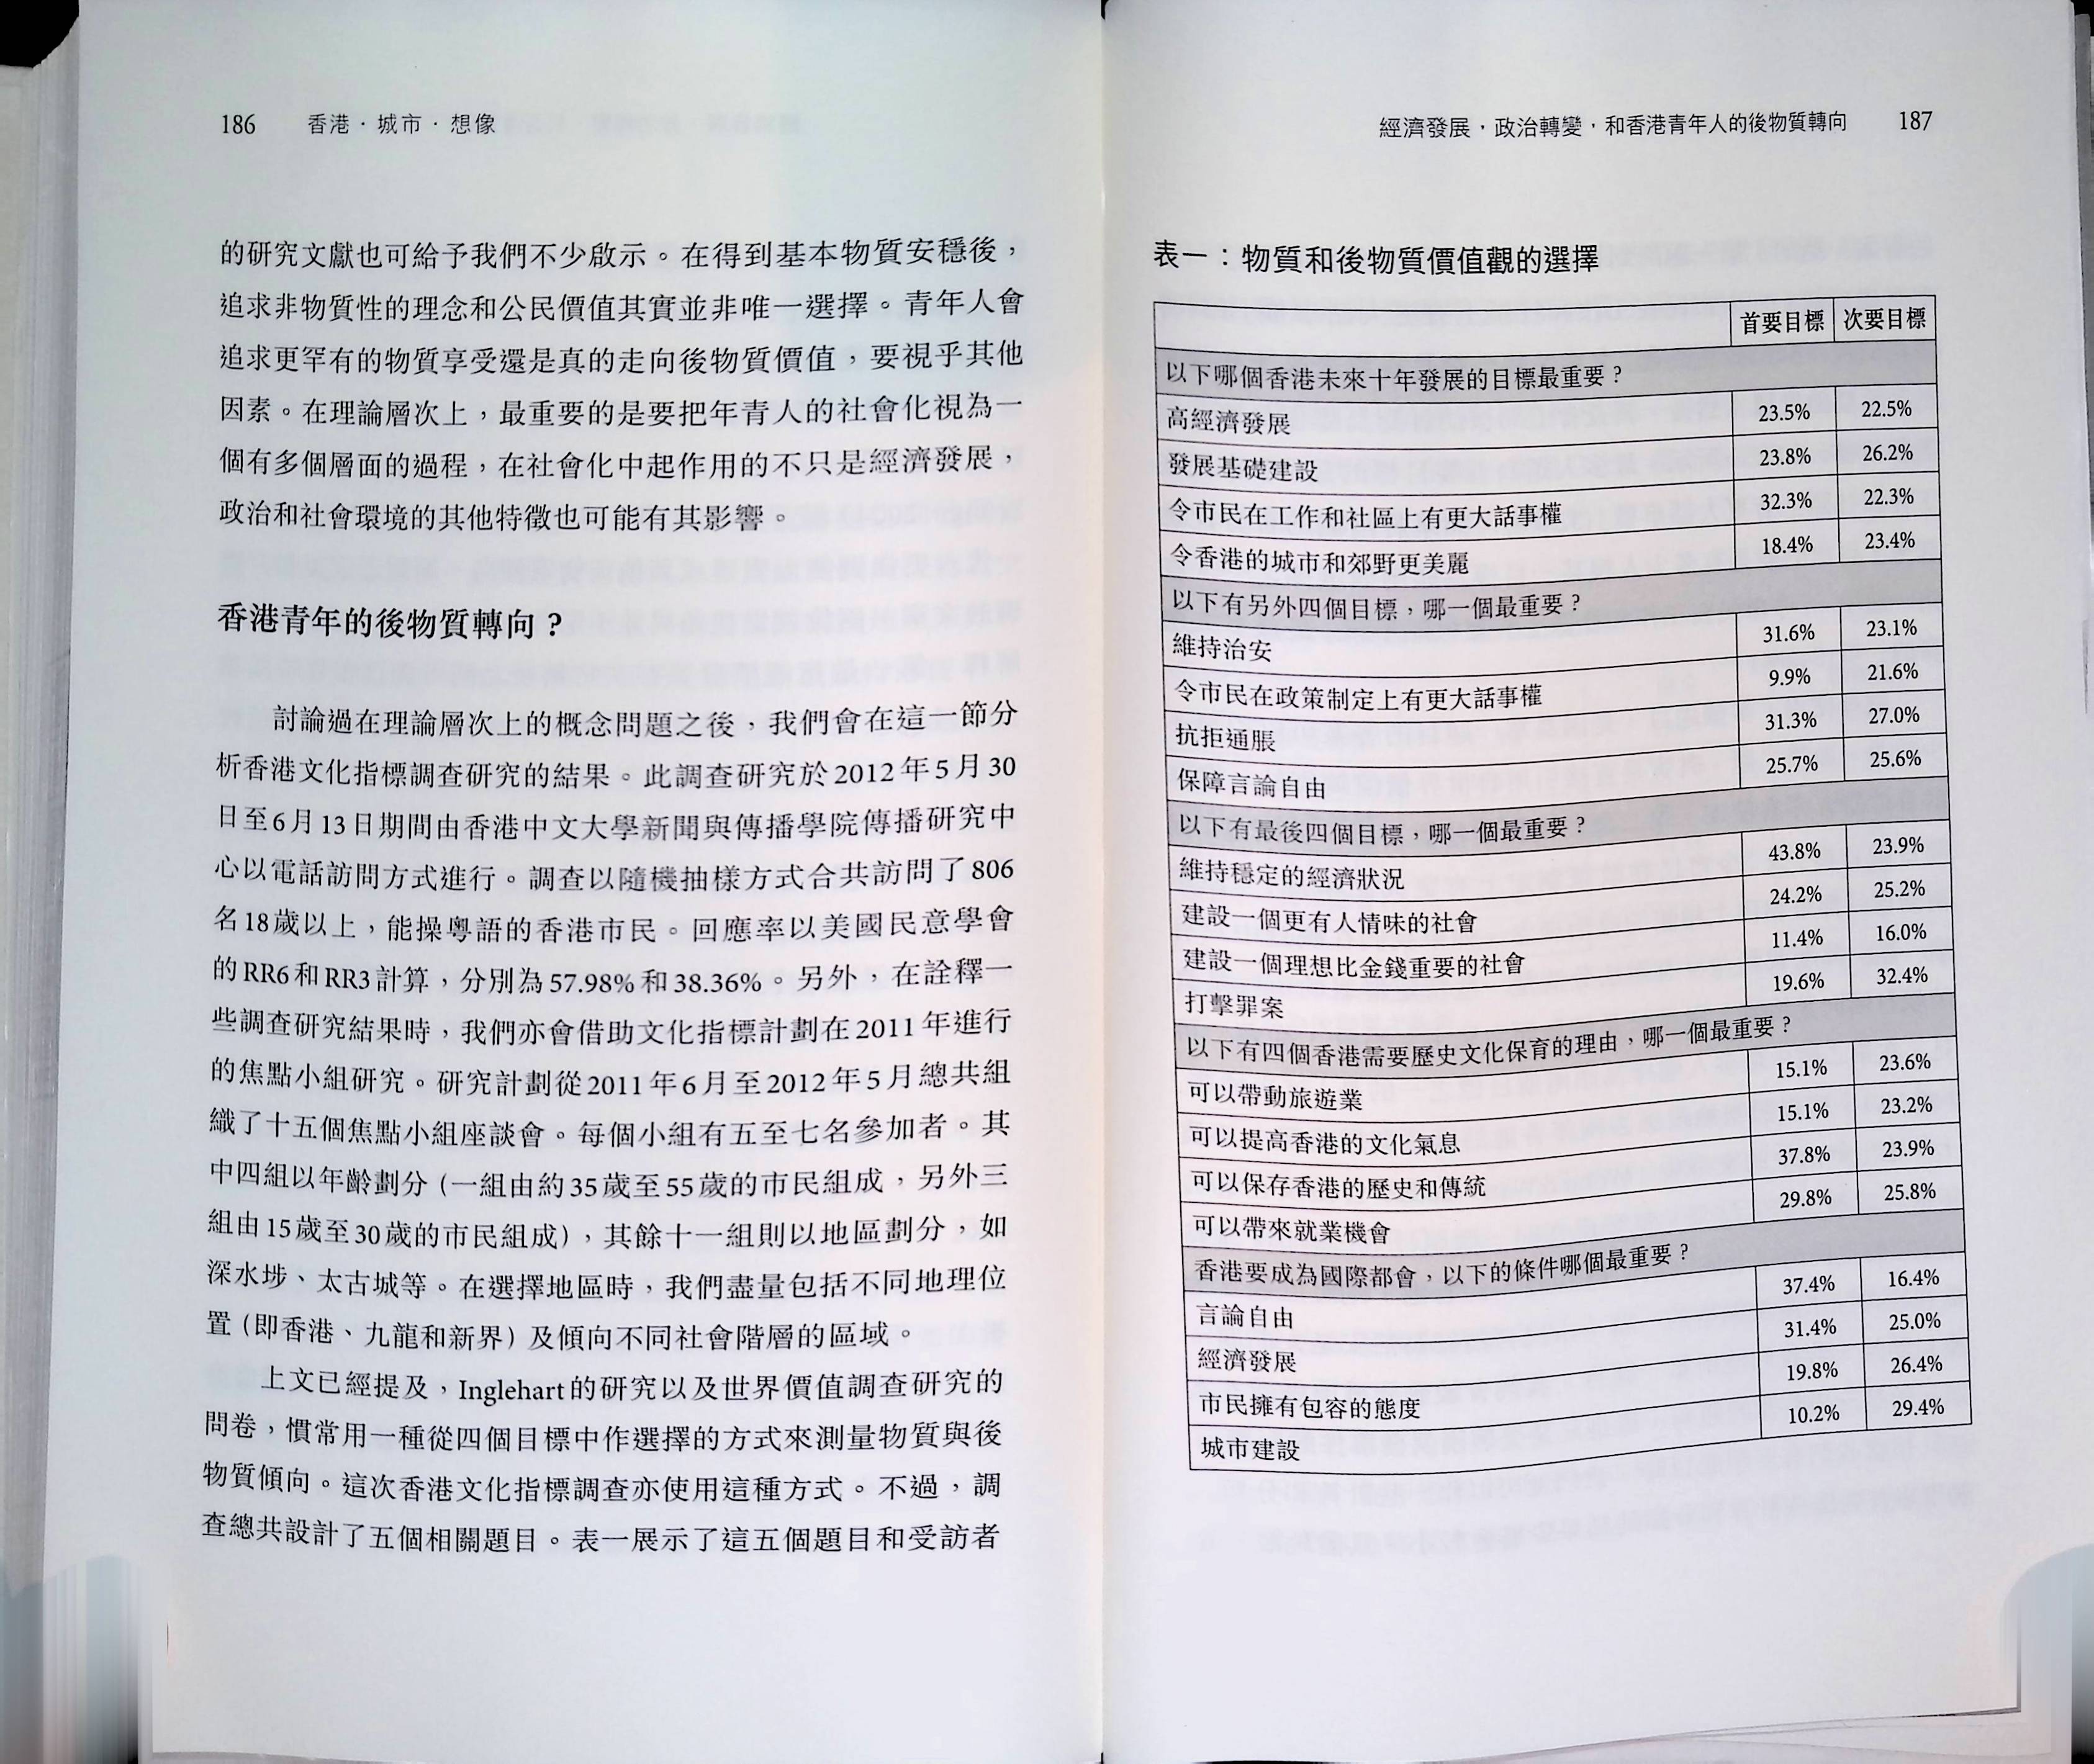 186 香港．城市．想像
的研究文獻也可給予我們不少啟示。在得到基本物質安穩後，
追求非物質性的理念和公民價值其實並非唯一選擇。青年人會
追求更罕有的物質享受還是真的走向後物質價值，要視乎其他
因素。在理論層次上，最重要的是要把年青人的社會化視為一
個有多個層面的過程，在社會化中起作用的不只是經濟發展，
政治和社會環境的其他特徵也可能有其影響。
香港青年的後物質轉向？
討論過在理論層次上的概念問題之後，我們會在這一節分
析香港文化指標調查研究的結果。此調查研究於2012年5月30
日至6月13日期間由香港中文大學新聞與傳播學院傳播研究中
心以電話訪問方式進行。調查以隨機抽樣方式合共訪問了806
名18歲以上，能操粵語的香港市民。回應率以美國民意學會
的RR6和RR3計算，分別為57.98%和38.36%。另外，在詮釋一
些調查研究結果時，我們亦會借助文化指標計劃在2011年進行
的焦點小組研究。研究計劃從2011年6月至2012年5月總共組
織了十五個焦點小組座談會。每個小組有五至七名參加者。其
中四組以年齡劃分（一組由約35歲至55歲的市民組成，另外三
組由15歲至30歲的市民組成），其餘十一組則以地區劃分，如
深水埗、太古城等。在選擇地區時，我們盡量包括不同地理位
置（即香港、九龍和新界）及傾向不同社會階層的區域。
上文已經提及，Inglehart的研究以及世界價值調查研究的
問卷，慣常用一種從四個目標中作選擇的方式來測量物質與後
物質傾向。這次香港文化指標調查亦使用這種方式。不過，調
查總共設計了五個相關題目。表一展示了這五個題目和受訪者
經濟發展，政治轉變，和香港青年人的後物質轉向 187
表一：物質和後物質價值觀的選擇
首要目標 次要目標
以下哪個香港未來十年發展的目標最重要？
高經濟發展 23.5% 22.5%
發展基礎建設 23.8% 26.2%
令市民在工作和社區上有更大話事權 32.3% 22.3%
令香港的城市和郊野更美麗 18.4% 23.4%
以下有另外四個目標，哪一個最重要？
維持治安 31.6% 23.1%
令市民在政策制定上有更大話事權 9.9% 21.6%
抗拒通脹 31.3% 27.0%
保障言論自由 25.7% 25.6%
以下有最後四個目標，哪一個最重要？
維持穩定的經濟狀況 43.8% 23.9%
建設一個更有人情味的社會 24.2% 25.2%
建設一個理想比金錢重要的社會 11.4% 16.0%
打擊罪案 19.6% 32.4%
以下有四個香港需要歷史文化保育的理由，哪一個最重要？
可以帶動旅遊業 15.1% 23.6%
可以提高香港的文化氣息 15.1% 23.2%
可以保存香港的歷史和傳統 37.8% 23.9%
可以帶來就業機會 29.8% 25.8%
香港要成為國際都會，以下的條件哪個最重要？
言論自由 37.4% 16.4%
經濟發展 31.4% 25.0%
市民擁有包容的態度 19.8% 26.4%
城市建設 10.2% 29.4%